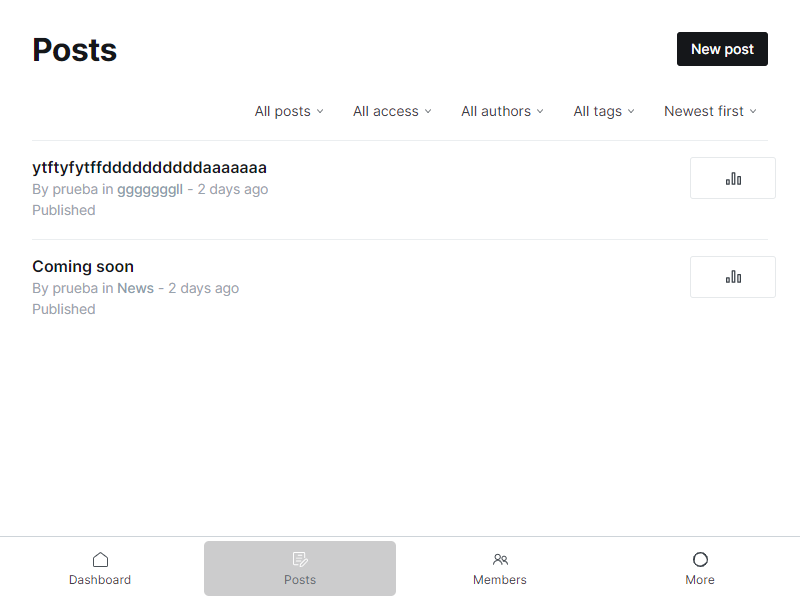 Posts
New post
All posts
All access
All authors
All tags
Newest first
ytftyfytffdddddddddddaaaaaaa
By prueba in gggggggll - 2 days ago
Published
Coming soon
By prueba in News - 2 days ago
Published
Dashboard
Posts
Members
More